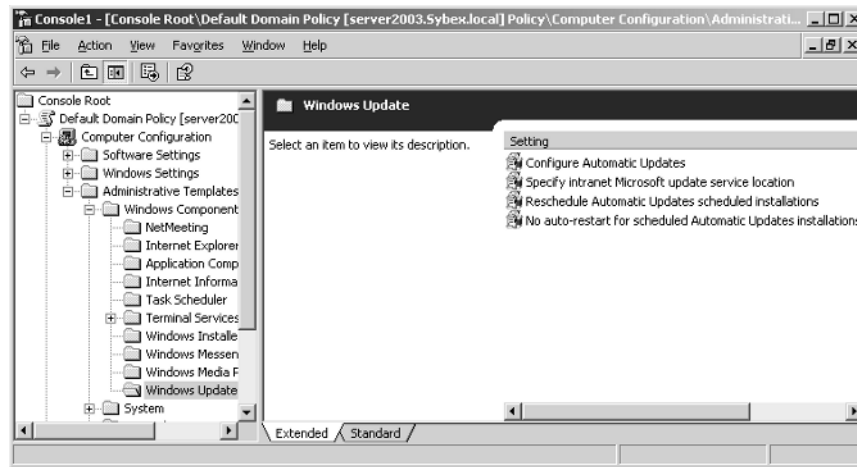 Console1 - [Console Root\Default Domain Policy [server2003.Sybex.local] Policy\Computer Configuration\Administrati...
File Action View Favorites Window Help
Console Root
Default Domain Policy [server200
Computer Configuration
Software Settings
Windows Settings
Administrative Templates
Windows Component
NetMeeting
Internet Explorer
Application Comp
Internet Informa
Task Scheduler
Terminal Services
Windows Installe
Windows Messen
Windows Media F
Windows Update
System
Windows Update
Select an item to view its description.
Setting
Configure Automatic Updates
Specify intranet Microsoft update service location
Reschedule Automatic Updates scheduled installations
No auto-restart for scheduled Automatic Updates installations
Extended Standard